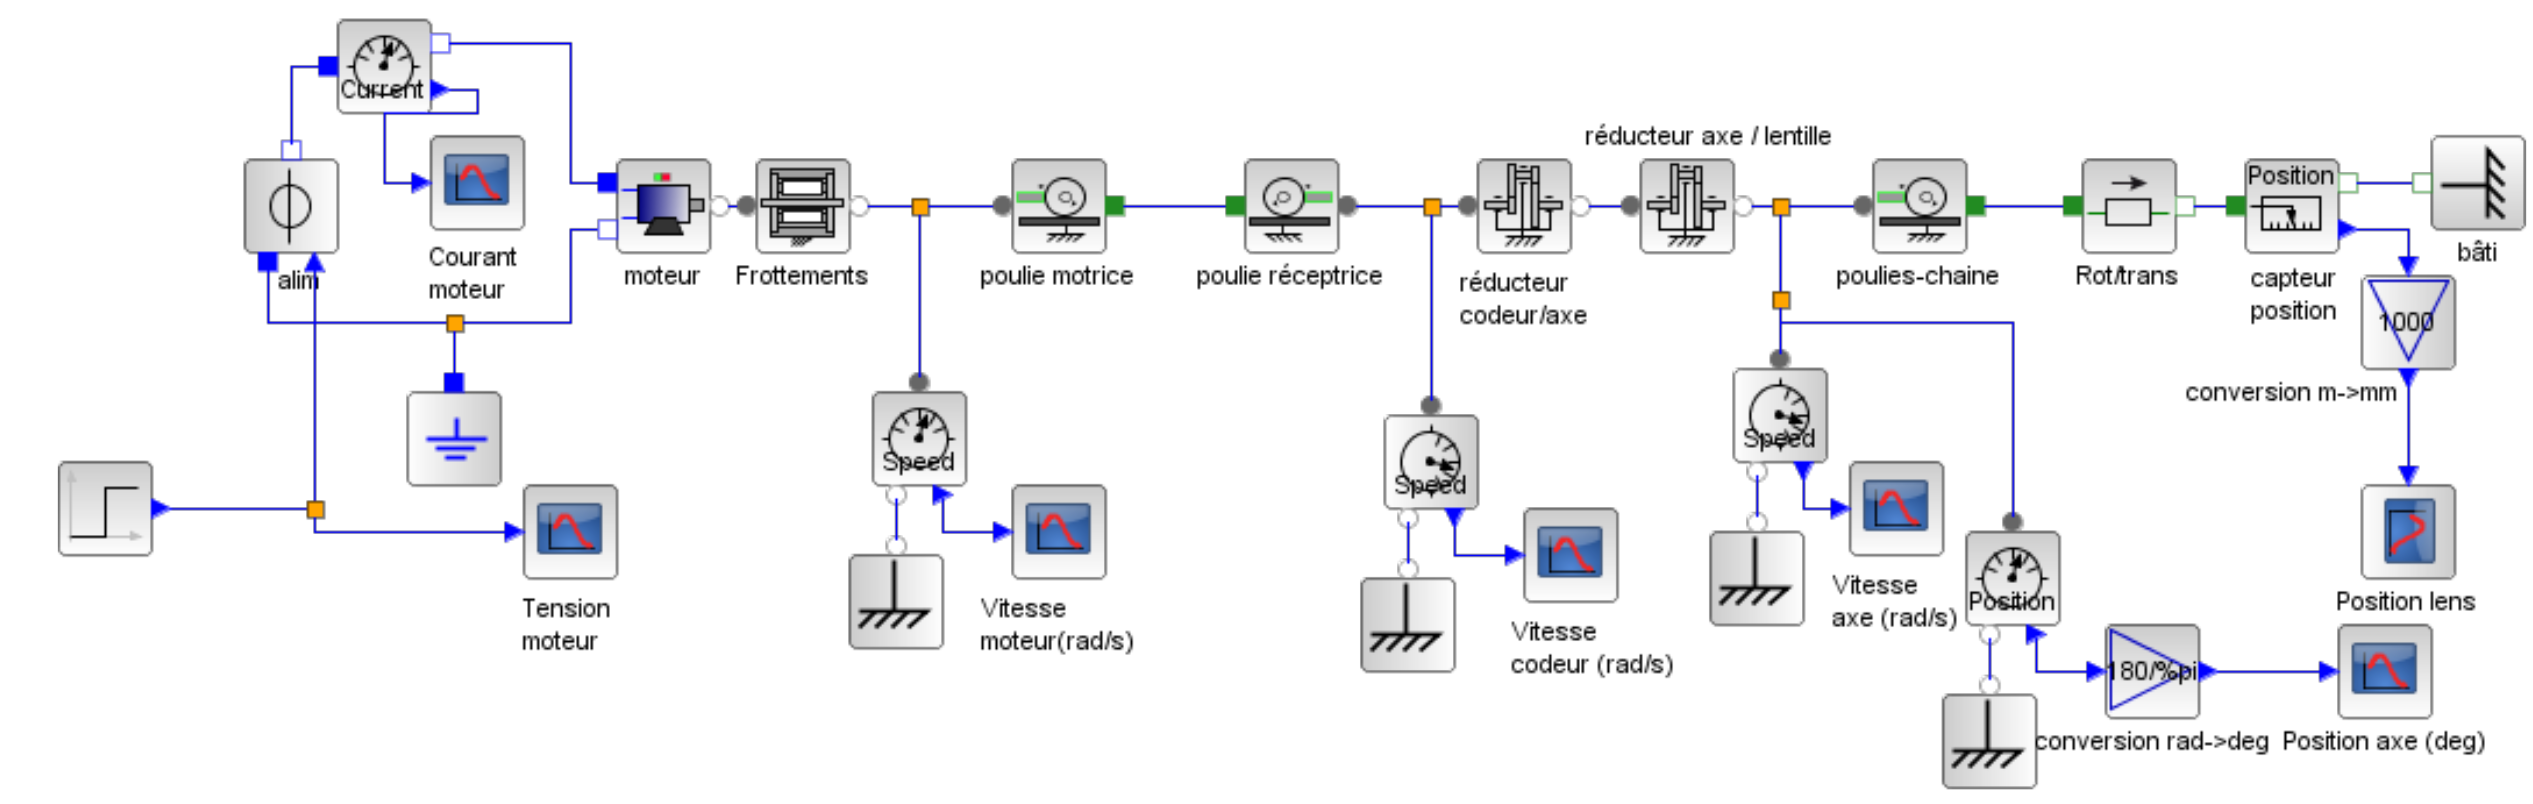 Current
réducteur axe / lentille
Position
alim
Courant
moteur
moteur
Frottements
poulie motrice
poulie réceptrice
réducteur
codeur/axe
poulies-chaine
Rot/trans
capteur
position
bâti
1000
conversion m->mm
Speed
Speed
Speed
Tension
moteur
Vitesse
moteur(rad/s)
Vitesse
codeur (rad/s)
Vitesse
axe (rad/s)
Position
Position lens
180/%pi
conversion rad->deg
Position axe (deg)